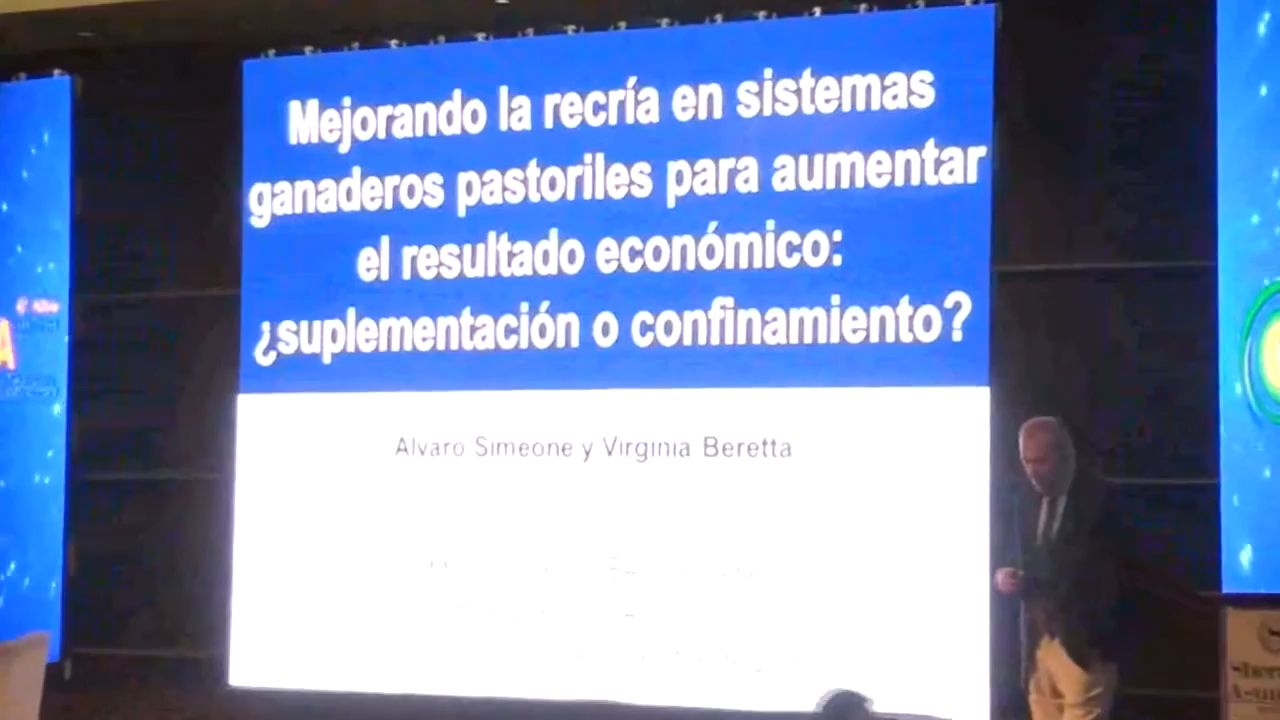 Mejorando la recría en sistemas
ganaderos pastoriles para aumentar
el resultado económico:
¿suplementación o confinamiento?
Alvaro Simeone y Virginia Beretta
A